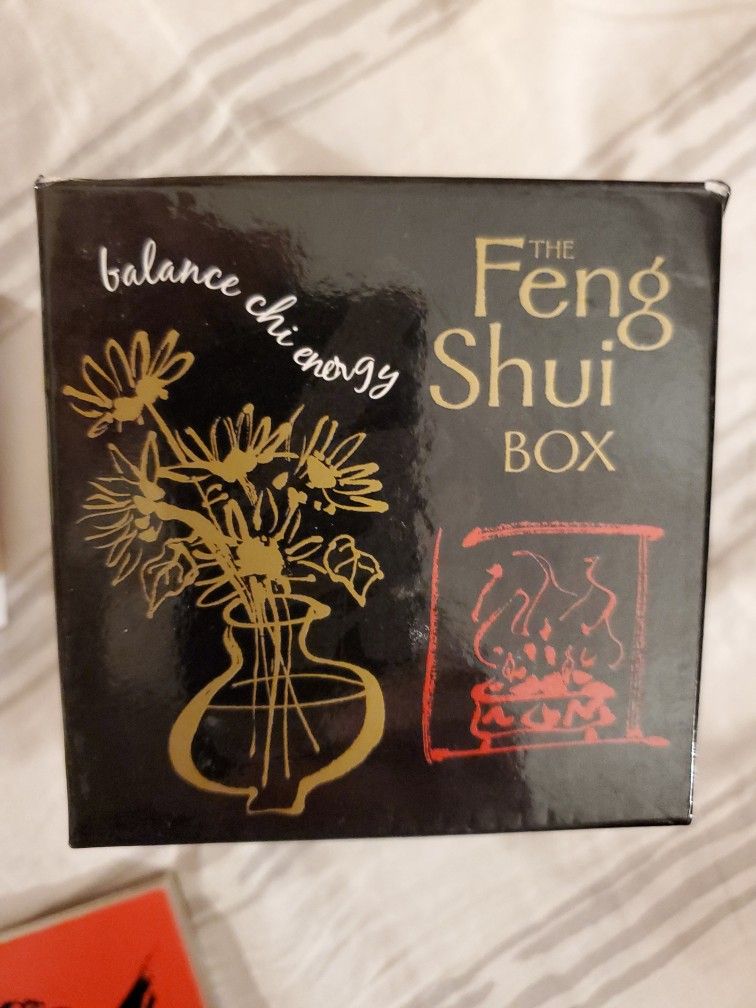 balance chi energy
THE
Feng
Shui
BOX